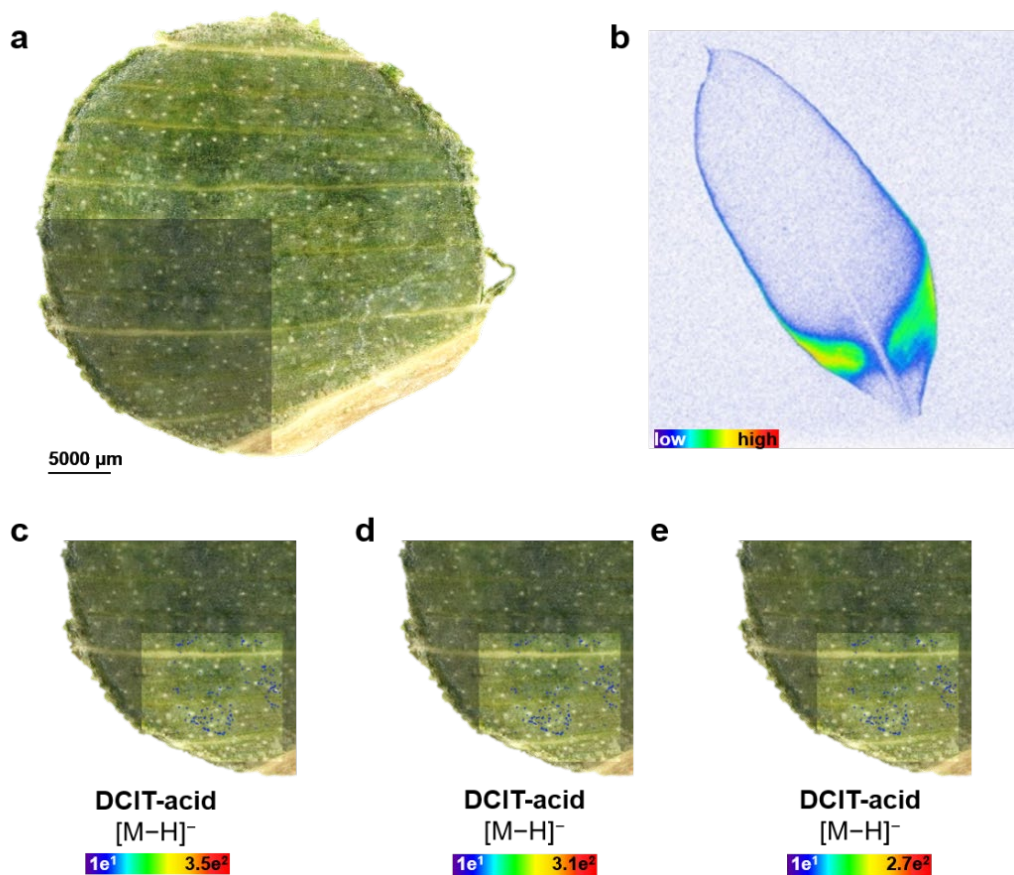 a
b
5000 µm
low
high
c
d
e
DCIT-acid
[M−H]⁻
1e¹
3.5e²
DCIT-acid
[M−H]⁻
1e¹
3.1e²
DCIT-acid
[M−H]⁻
1e¹
2.7e²